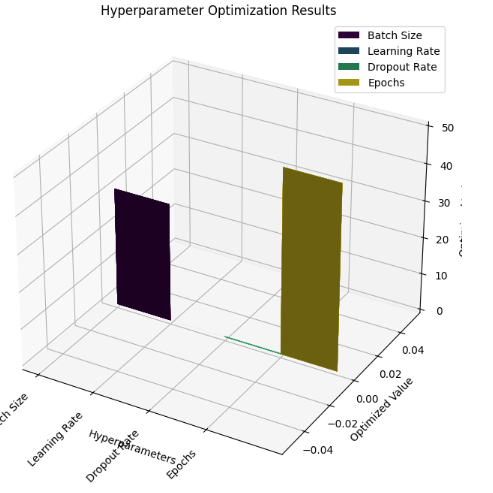 Hyperparameter Optimization Results
Batch Size
Learning Rate
Dropout Rate
Epochs
50
40
30
20
10
0
0.04
0.02
0.00
−0.02
−0.04
Optimized Value
Size
Learning Rate
Dropout Rate
Epochs
Hyperparameters